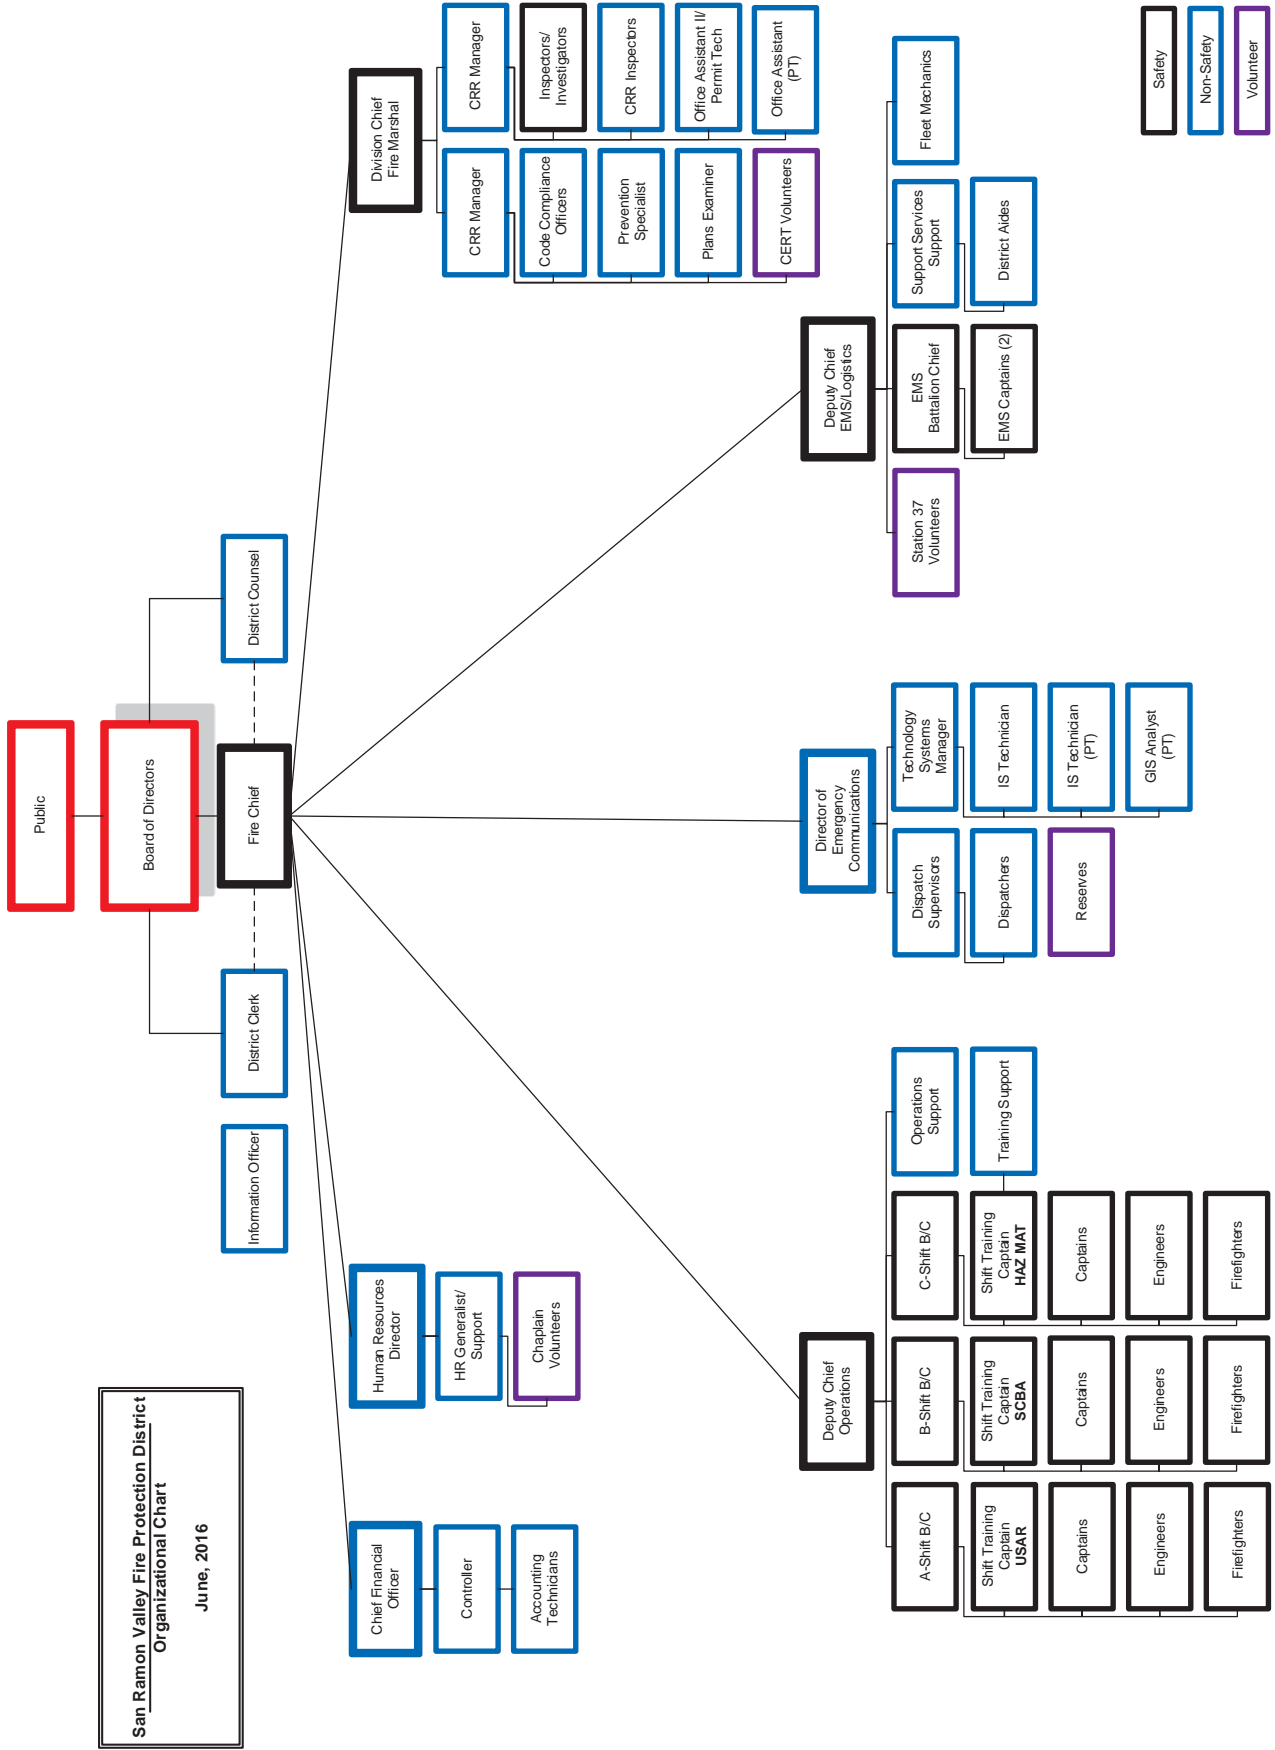 San Ramon Valley Fire Protection District
Organizational Chart
June, 2016
Public
Board of Directors
Information Officer
District Clerk
Fire Chief
District Counsel
Chief Financial
Officer
Controller
Accounting
Technicians
Human Resources
Director
HR Generalist/
Support
Chaplain
Volunteers
Division Chief
Fire Marshal
CRR Manager
Code Compliance
Officers
Prevention
Specialist
Plans Examiner
CERT Volunteers
CRR Manager
Inspectors/
Investigators
CRR Inspectors
Office Assistant II/
Permit Tech
Office Assistant
(PT)
Deputy Chief
Operations
A-Shift B/C
Shift Training
Captain
USAR
Captains
Engineers
Firefighters
B-Shift B/C
Shift Training
Captain
SCBA
Captains
Engineers
Firefighters
C-Shift B/C
Shift Training
Captain
HAZ MAT
Captains
Engineers
Firefighters
Operations
Support
Training Support
Director of
Emergency
Communications
Dispatch
Supervisors
Dispatchers
Reserves
Technology
Systems
Manager
IS Technician
IS Technician
(PT)
GIS Analyst
(PT)
Deputy Chief
EMS/Logistics
Station 37
Volunteers
EMS
Battalion Chief
EMS Captains (2)
Support Services
Support
District Aides
Fleet Mechanics
Safety
Non-Safety
Volunteer